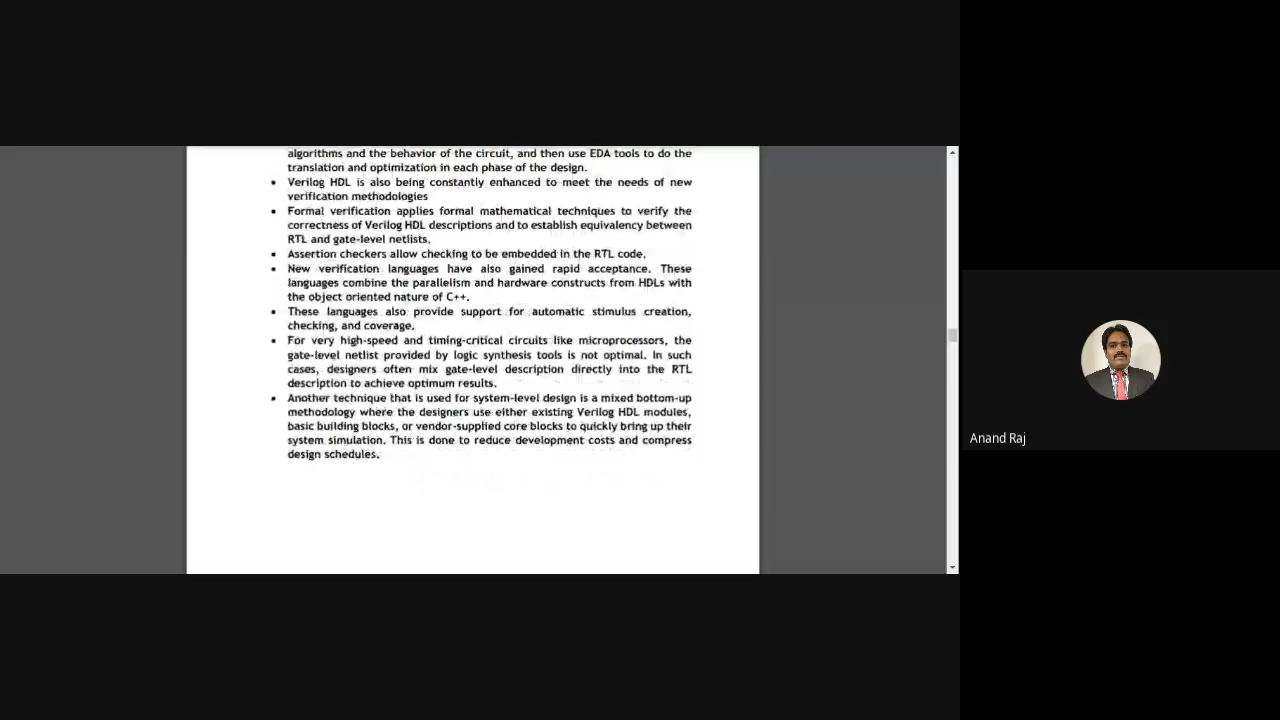 algorithms and the behavior of the circuit, and then use EDA tools to do the
translation and optimization in each phase of the design.
• Verilog HDL is also being constantly enhanced to meet the needs of new
verification methodologies
• Formal verification applies formal mathematical techniques to verify the
correctness of Verilog HDL descriptions and to establish equivalency between
RTL and gate-level netlists.
• Assertion checkers allow checking to be embedded in the RTL code.
• New verification languages have also gained rapid acceptance. These
languages combine the parallelism and hardware constructs from HDLs with
the object oriented nature of C++.
• These languages also provide support for automatic stimulus creation,
checking, and coverage.
• For very high-speed and timing-critical circuits like microprocessors, the
gate-level netlist provided by logic synthesis tools is not optimal. In such
cases, designers often mix gate-level description directly into the RTL
description to achieve optimum results.
• Another technique that is used for system-level design is a mixed bottom-up
methodology where the designers use either existing Verilog HDL modules,
basic building blocks, or vendor-supplied core blocks to quickly bring up their
system simulation. This is done to reduce development costs and compress
design schedules.
Anand Raj